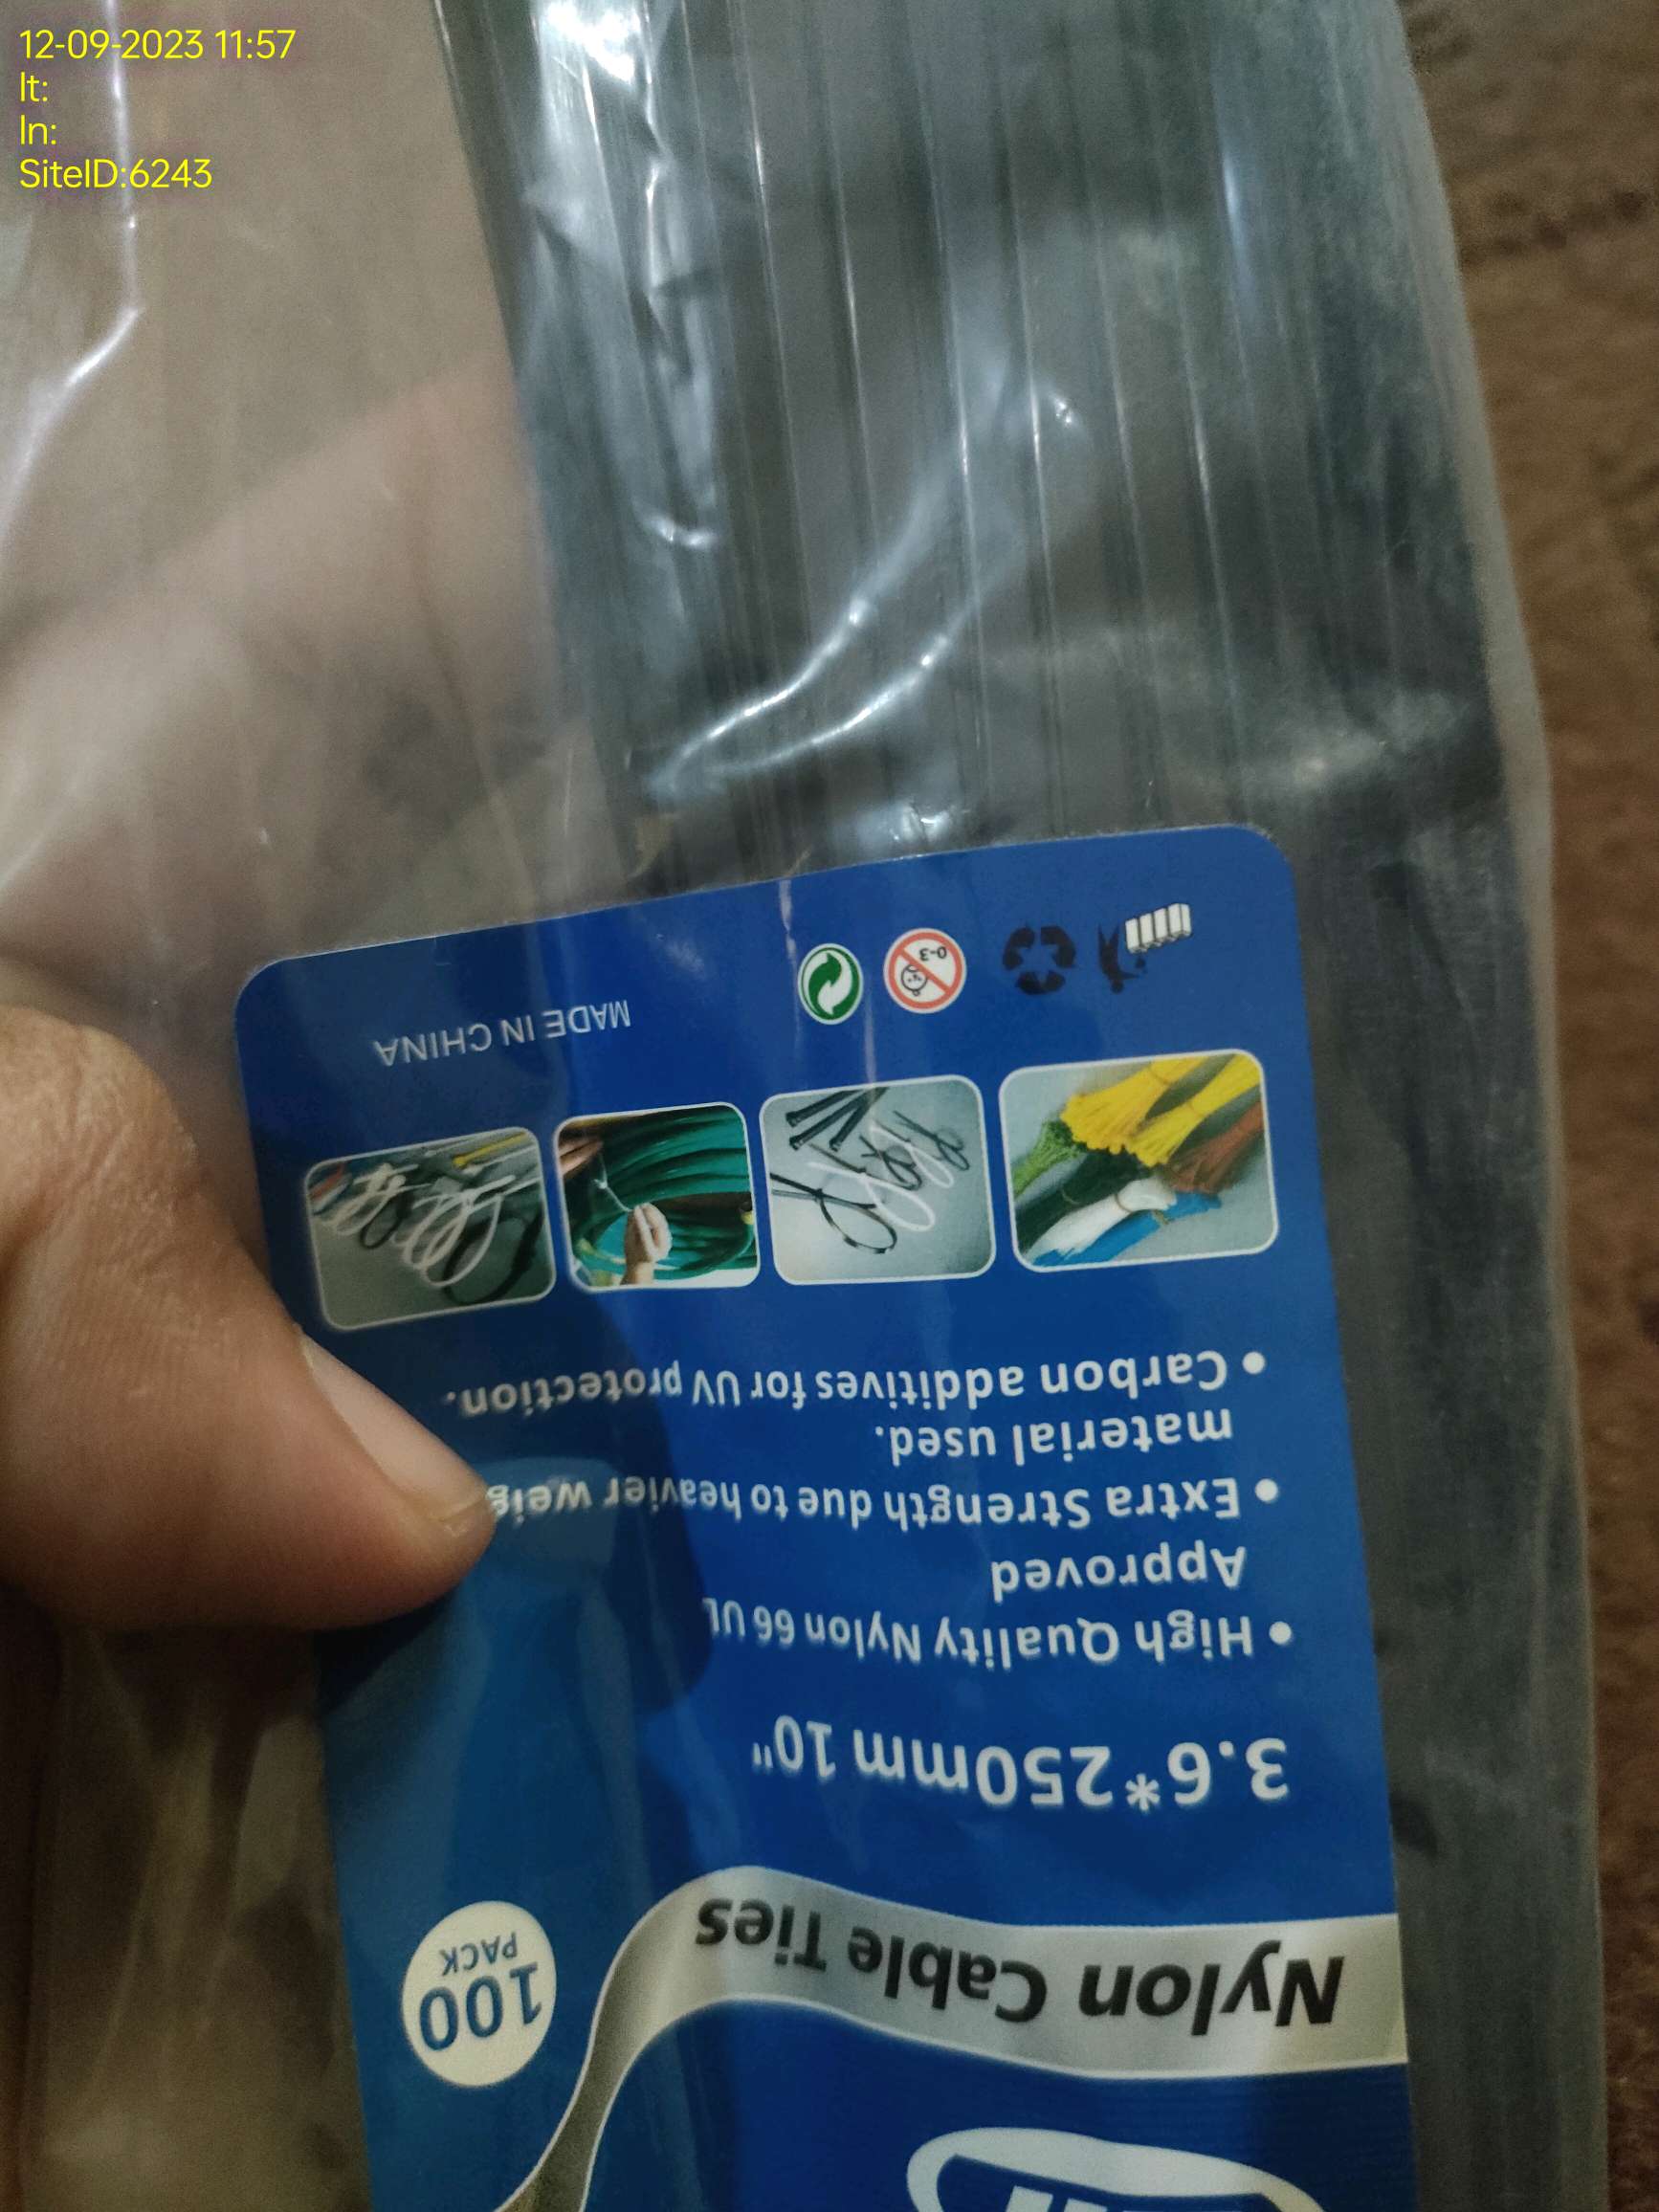 12-09-2023 11:57
lt:
ln:
SiteID:6243
Nylon Cable Ties
100
PACK
3.6*250mm 10"
• High Quality Nylon 66 UL
Approved
• Extra Strength due to heavier
material used.
• Carbon additives for UV protection.
MADE IN CHINA
0-3